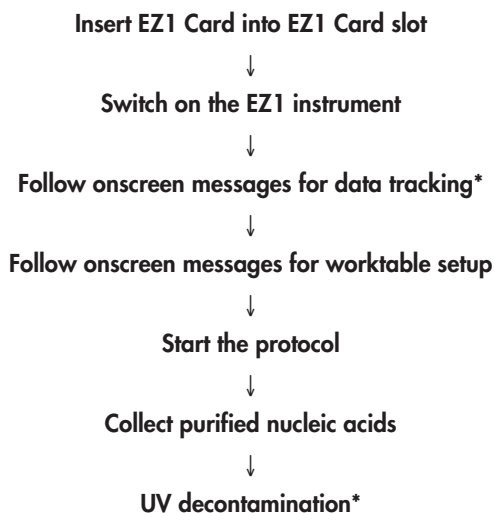 Insert EZ1 Card into EZ1 Card slot
↓
Switch on the EZ1 instrument
↓
Follow onscreen messages for data tracking*
↓
Follow onscreen messages for worktable setup
↓
Start the protocol
↓
Collect purified nucleic acids
↓
UV decontamination*